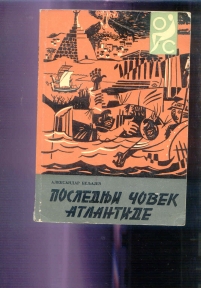 АЛЕКСАНДАР БЕЉАЈЕВ
ПОСЛЕДЊИ ЧОВЕК
АТЛАНТИДЕ